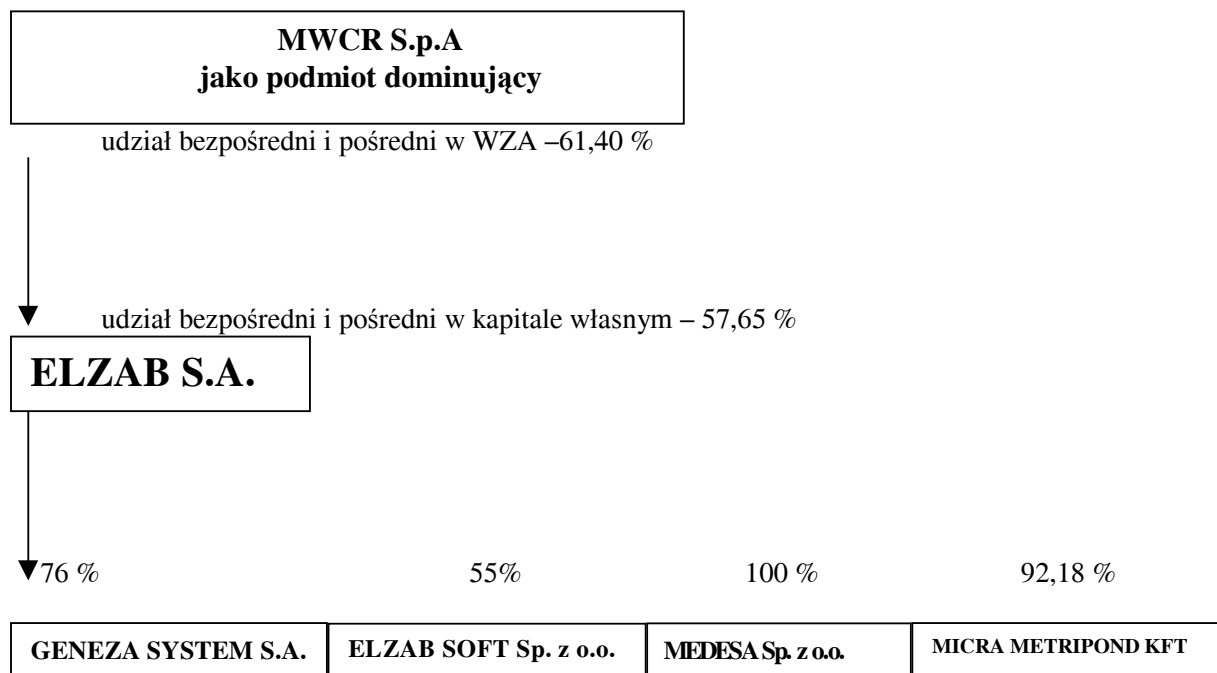 MWCR S.p.A
jako podmiot dominujący
udział bezpośredni i pośredni w WZA –61,40 %
udział bezpośredni i pośredni w kapitale własnym – 57,65 %
ELZAB S.A.
76 % 55% 100 % 92,18 %
GENEZA SYSTEM S.A. ELZAB SOFT Sp. z o.o. MEDESA Sp. z o.o. MICRA METRIPOND KFT